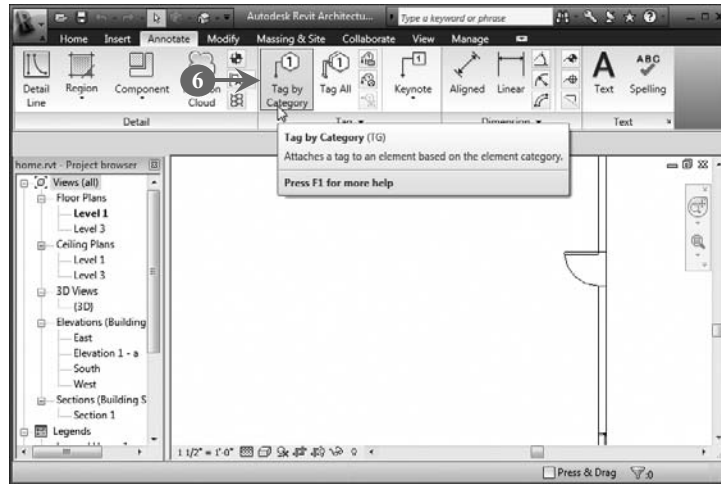 Autodesk Revit Architectu...
Type a keyword or phrase
Home Insert Annotate Modify Massing & Site Collaborate View Manage
6
Detail Line
Region
Component
Cloud
Tag by Category
Tag All
Keynote
Aligned
Linear
A
Text
ABC
Spelling
Detail
Tag
Dimension
Text
Tag by Category (TG)
Attaches a tag to an element based on the element category.
Press F1 for more help
home.rvt - Project browser
Views (all)
Floor Plans
Level 1
Level 3
Ceiling Plans
Level 1
Level 3
3D Views
{3D}
Elevations (Building
East
Elevation 1 - a
South
West
Sections (Building S
Section 1
Legends
1 1/2" = 1'-0"
Press & Drag
:0